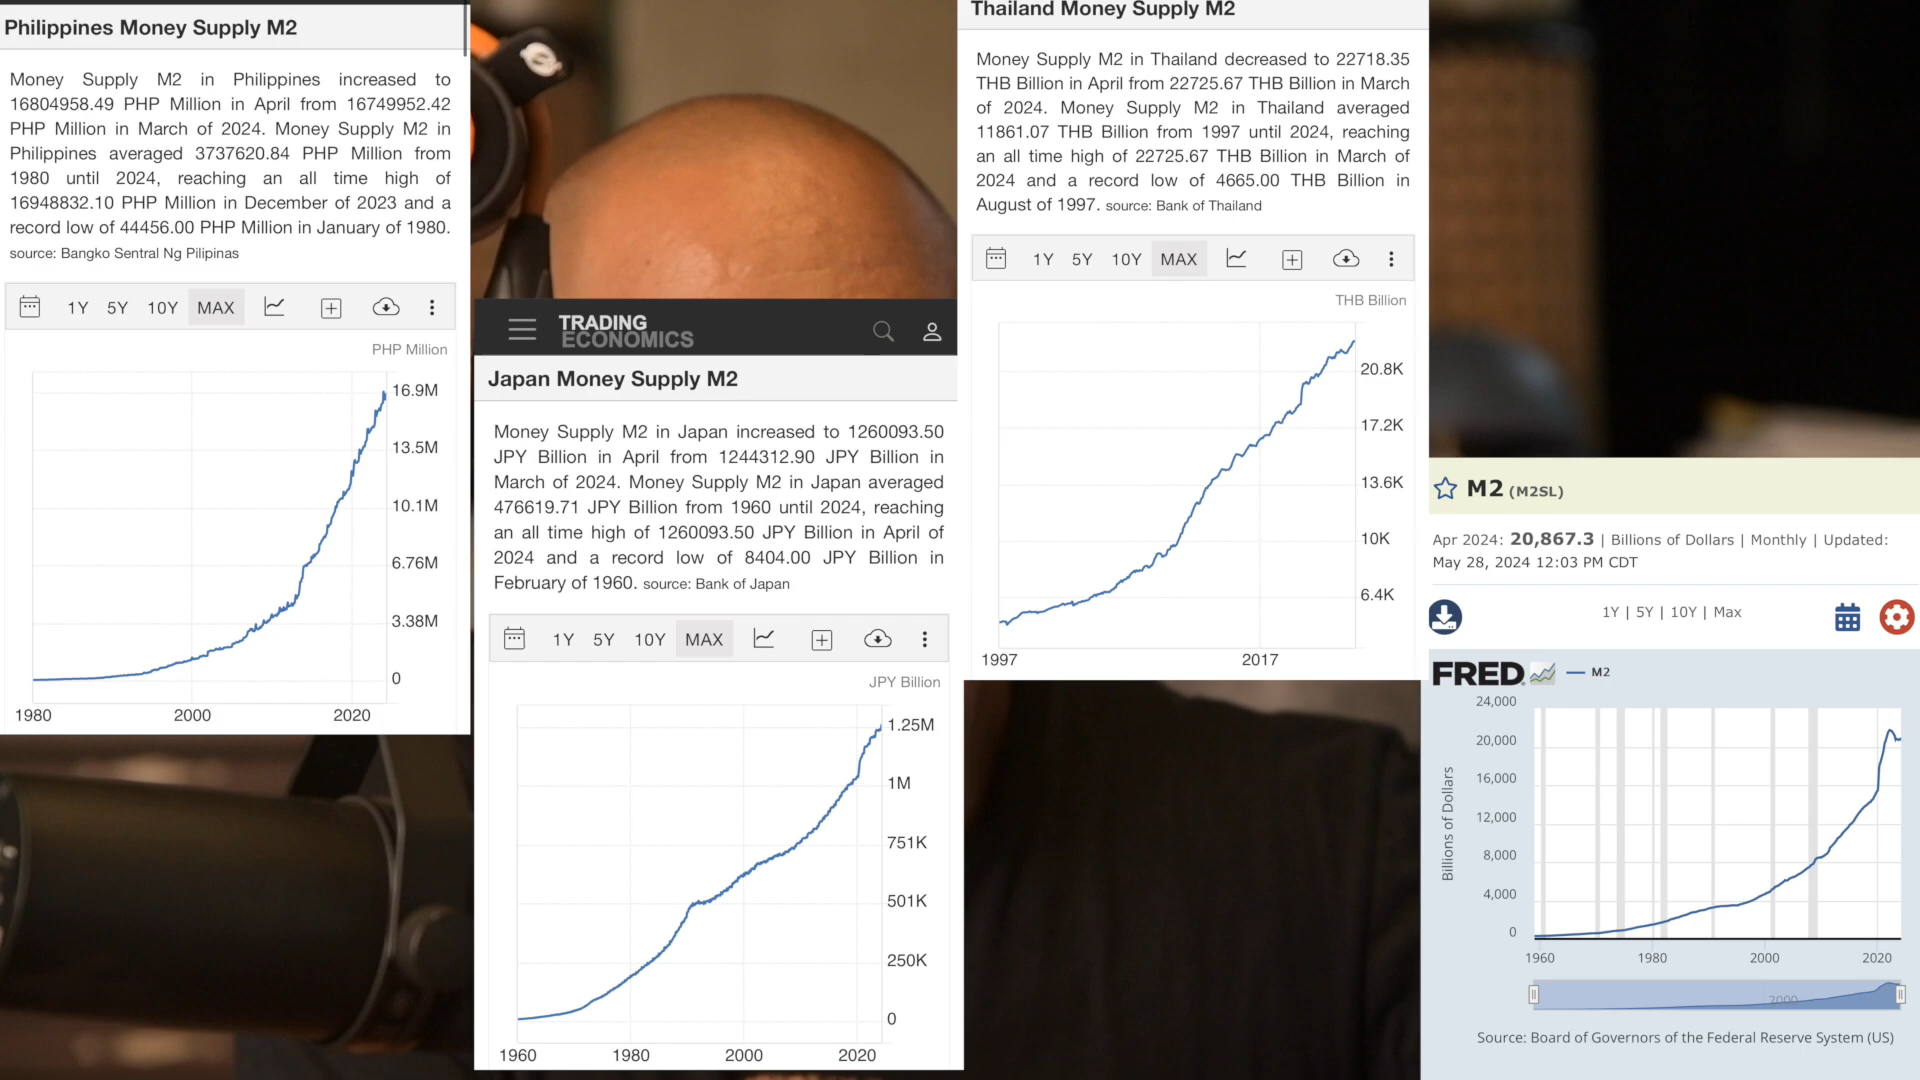 Philippines Money Supply M2
Money Supply M2 in Philippines increased to
16804958.49 PHP Million in April from 16749952.42
PHP Million in March of 2024. Money Supply M2 in
Philippines averaged 3737620.84 PHP Million from
1980 until 2024, reaching an all time high of
16948832.10 PHP Million in December of 2023 and a
record low of 44456.00 PHP Million in January of 1980.
source: Bangko Sentral Ng Pilipinas
1Y 5Y 10Y MAX
PHP Million
16.9M
13.5M
10.1M
6.76M
3.38M
0
1980 2000 2020
TRADING
ECONOMICS
Japan Money Supply M2
Money Supply M2 in Japan increased to 1260093.50
JPY Billion in April from 1244312.90 JPY Billion in
March of 2024. Money Supply M2 in Japan averaged
476619.71 JPY Billion from 1960 until 2024, reaching
an all time high of 1260093.50 JPY Billion in April of
2024 and a record low of 8404.00 JPY Billion in
February of 1960. source: Bank of Japan
1Y 5Y 10Y MAX
JPY Billion
1.25M
1M
751K
501K
250K
0
1960 1980 2000 2020
Thailand Money Supply M2
Money Supply M2 in Thailand decreased to 22718.35
THB Billion in April from 22725.67 THB Billion in March
of 2024. Money Supply M2 in Thailand averaged
11861.07 THB Billion from 1997 until 2024, reaching
an all time high of 22725.67 THB Billion in March of
2024 and a record low of 4665.00 THB Billion in
August of 1997. source: Bank of Thailand
1Y 5Y 10Y MAX
THB Billion
20.8K
17.2K
13.6K
10K
6.4K
1997 2017
M2 (M2SL)
Apr 2024: 20,867.3 | Billions of Dollars | Monthly | Updated:
May 28, 2024 12:03 PM CDT
1Y | 5Y | 10Y | Max
FRED M2
24,000
20,000
16,000
12,000
8,000
4,000
0
Billions of Dollars
1960 1980 2000 2020
2000
Source: Board of Governors of the Federal Reserve System (US)